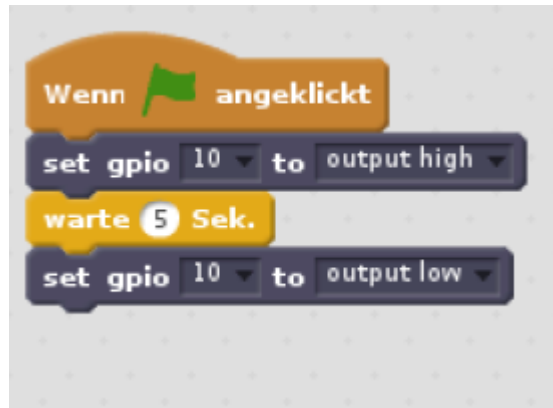 Wenn angeklickt
set gpio 10 to output high
warte 5 Sek.
set gpio 10 to output low